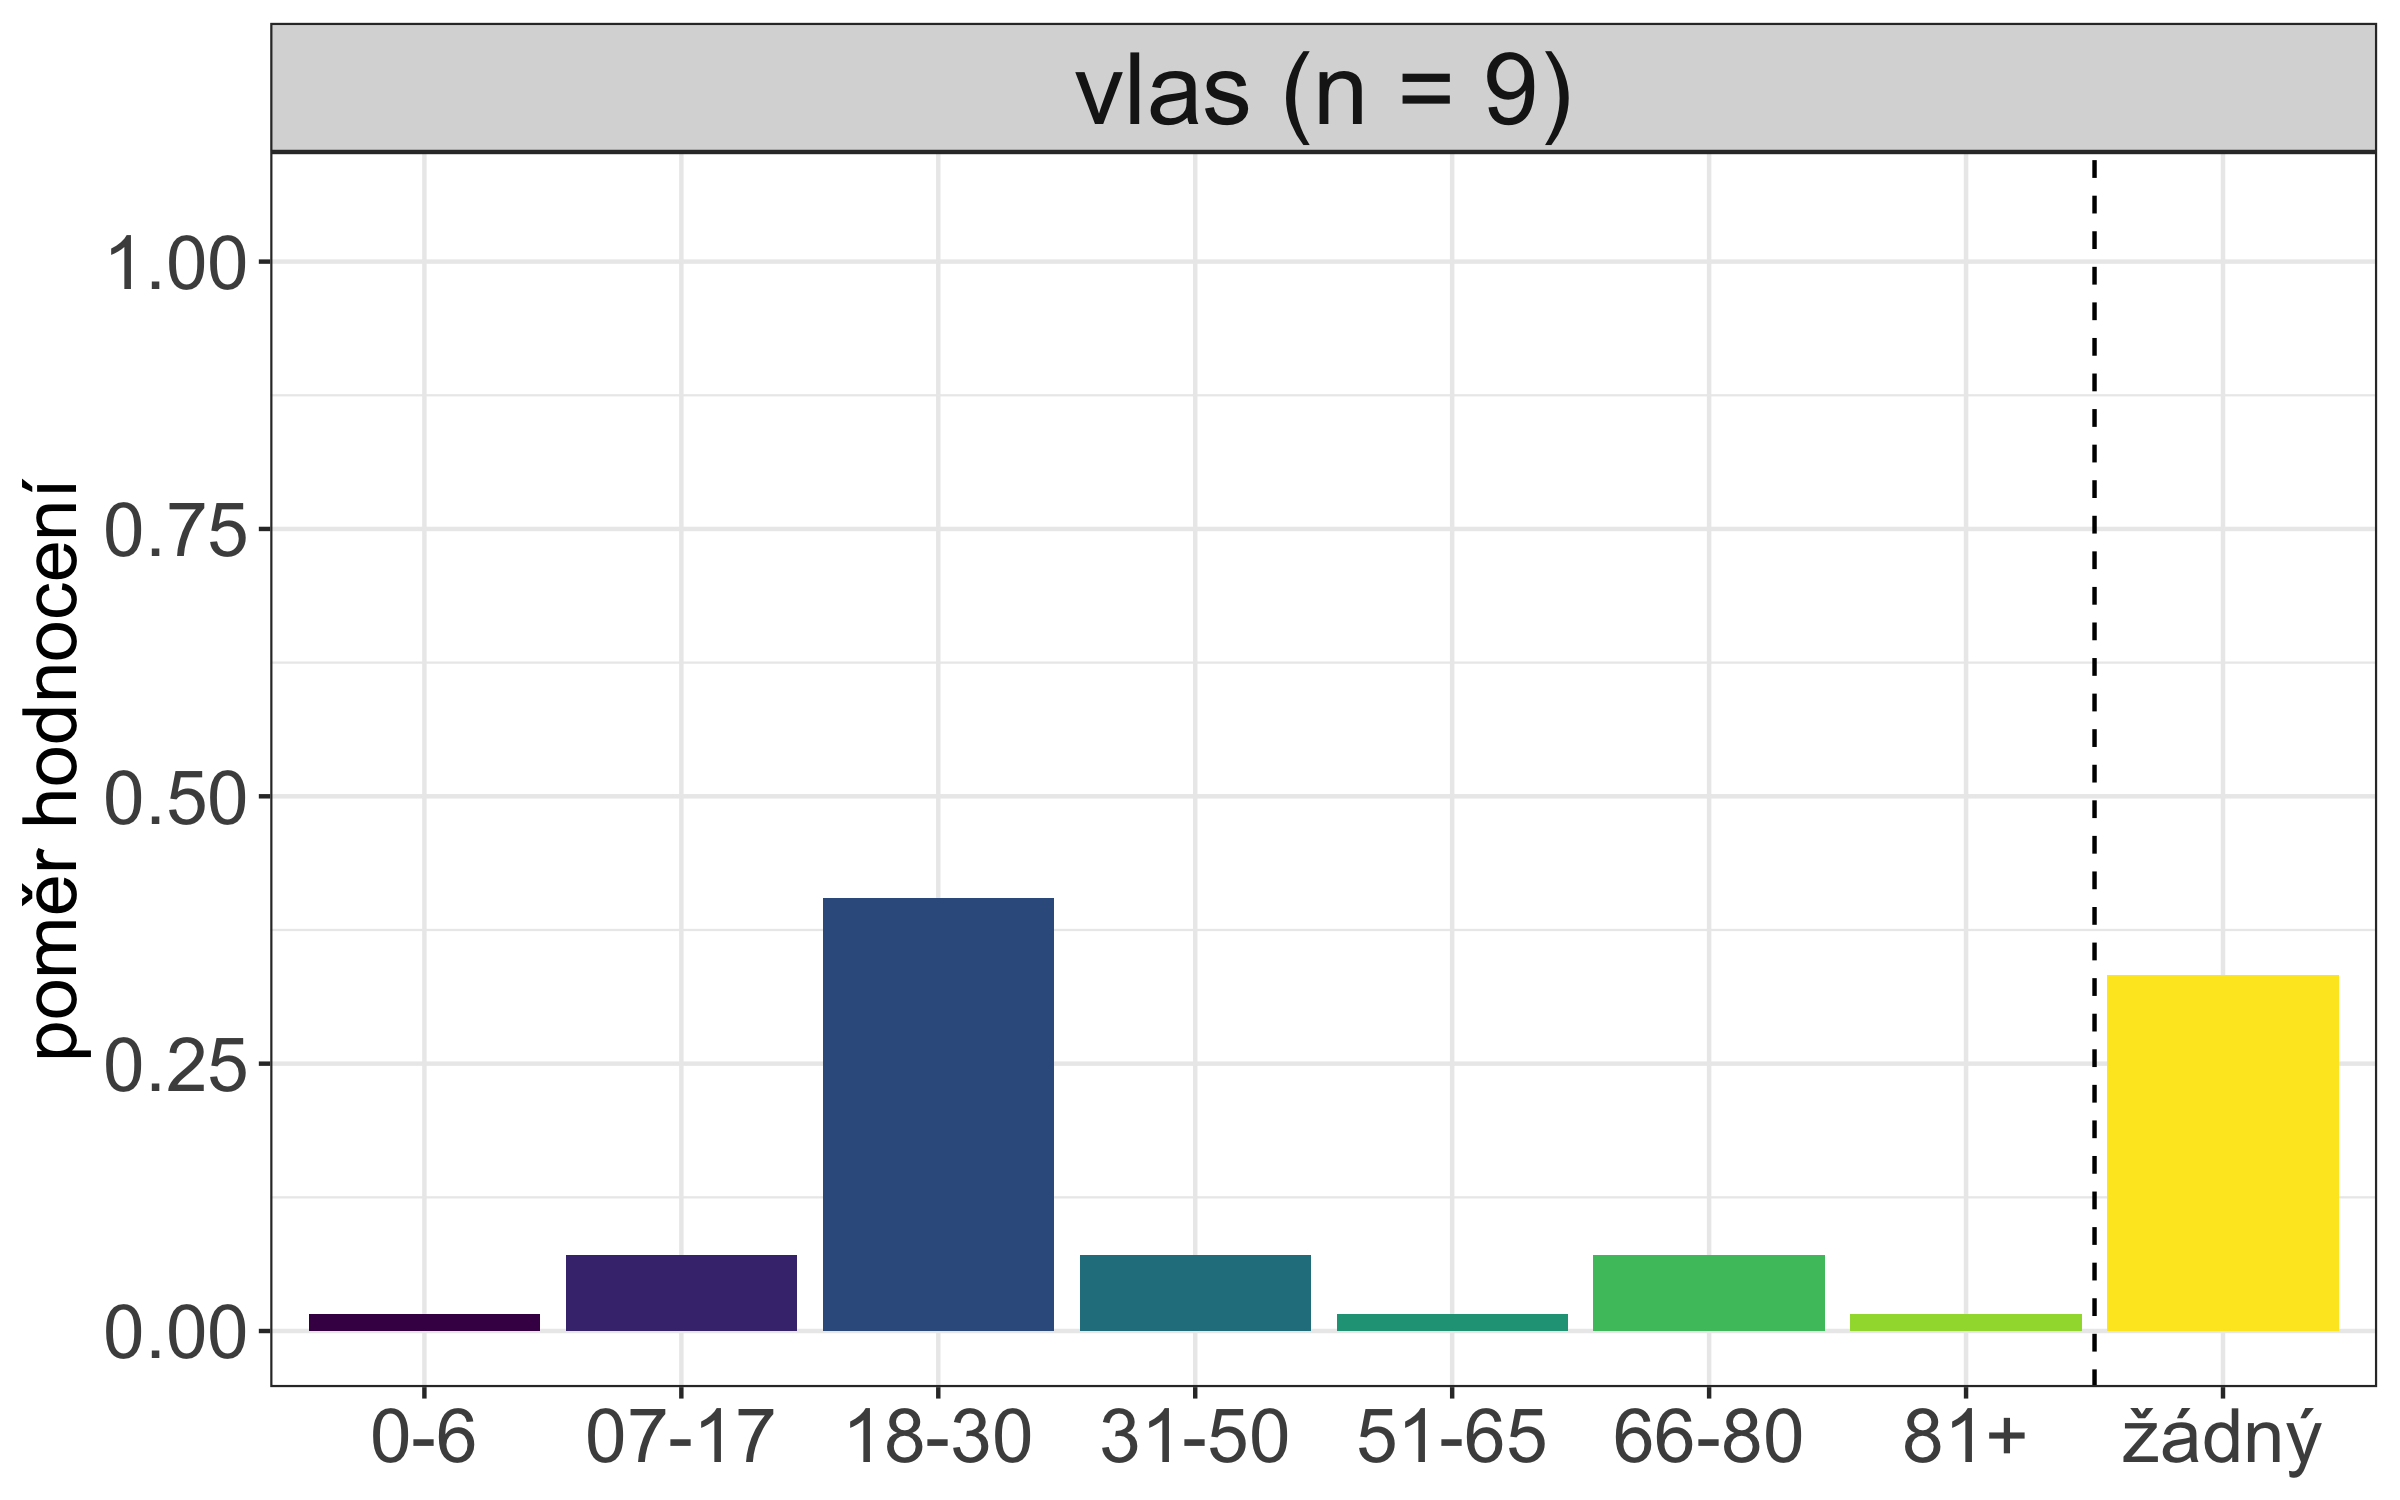 vlas (n = 9)
poměr hodnocení
1.00
0.75
0.50
0.25
0.00
0-6 07-17 18-30 31-50 51-65 66-80 81+ žádný